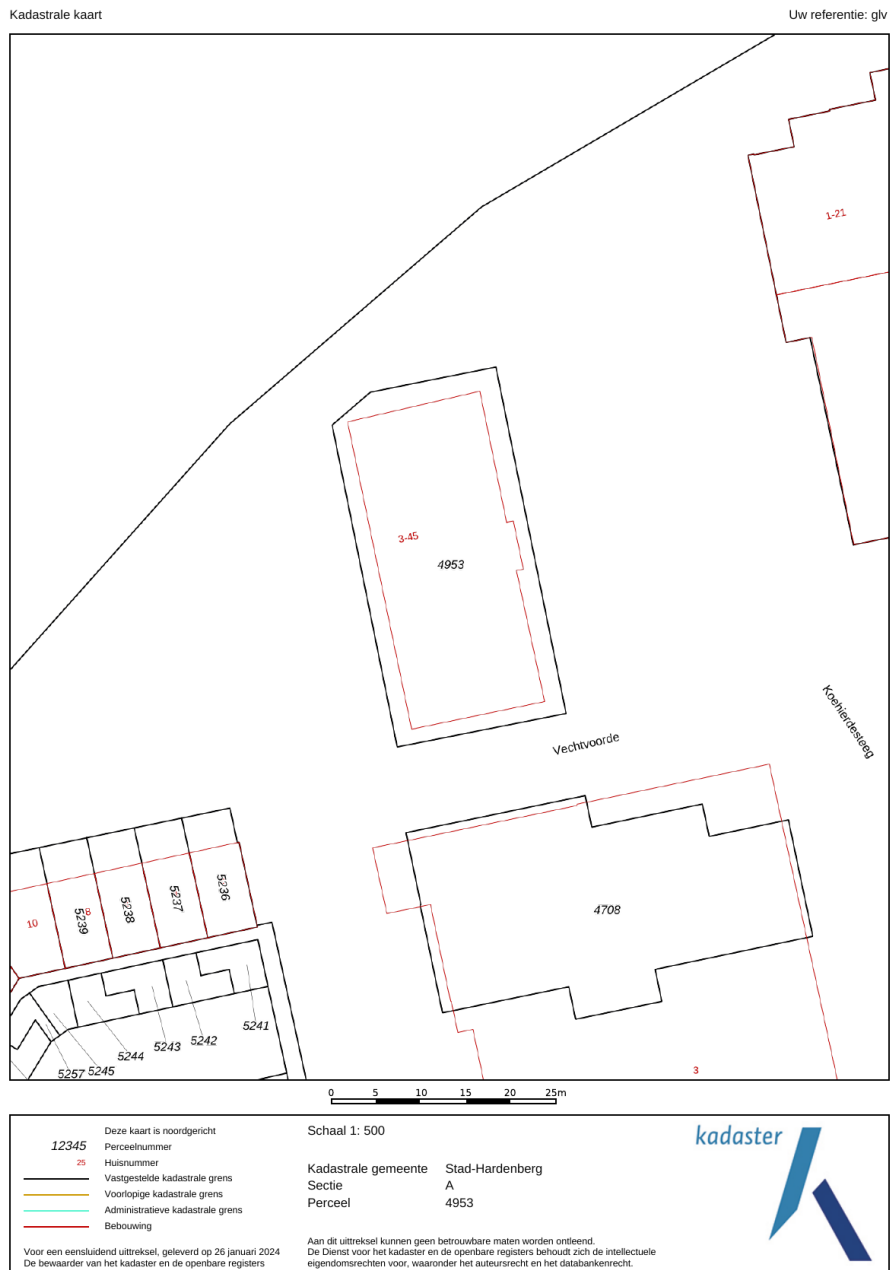 Kadastrale kaart
Uw referentie: glv
1-21
3-45
4953
Koehierdesteeg
Vechtvoorde
5236
5237
5238
5239
8
10
4708
5241
5242
5243
5244
5245
5257
3
0 5 10 15 20 25m
Deze kaart is noordgericht
12345 Perceelnummer
25 Huisnummer
Vastgestelde kadastrale grens
Voorlopige kadastrale grens
Administratieve kadastrale grens
Bebouwing
Voor een eensluidend uittreksel, geleverd op 26 januari 2024
De bewaarder van het kadaster en de openbare registers
Schaal 1: 500
Kadastrale gemeente Stad-Hardenberg
Sectie A
Perceel 4953
Aan dit uittreksel kunnen geen betrouwbare maten worden ontleend.
De Dienst voor het kadaster en de openbare registers behoudt zich de intellectuele
eigendomsrechten voor, waaronder het auteursrecht en het databankenrecht.
kadaster